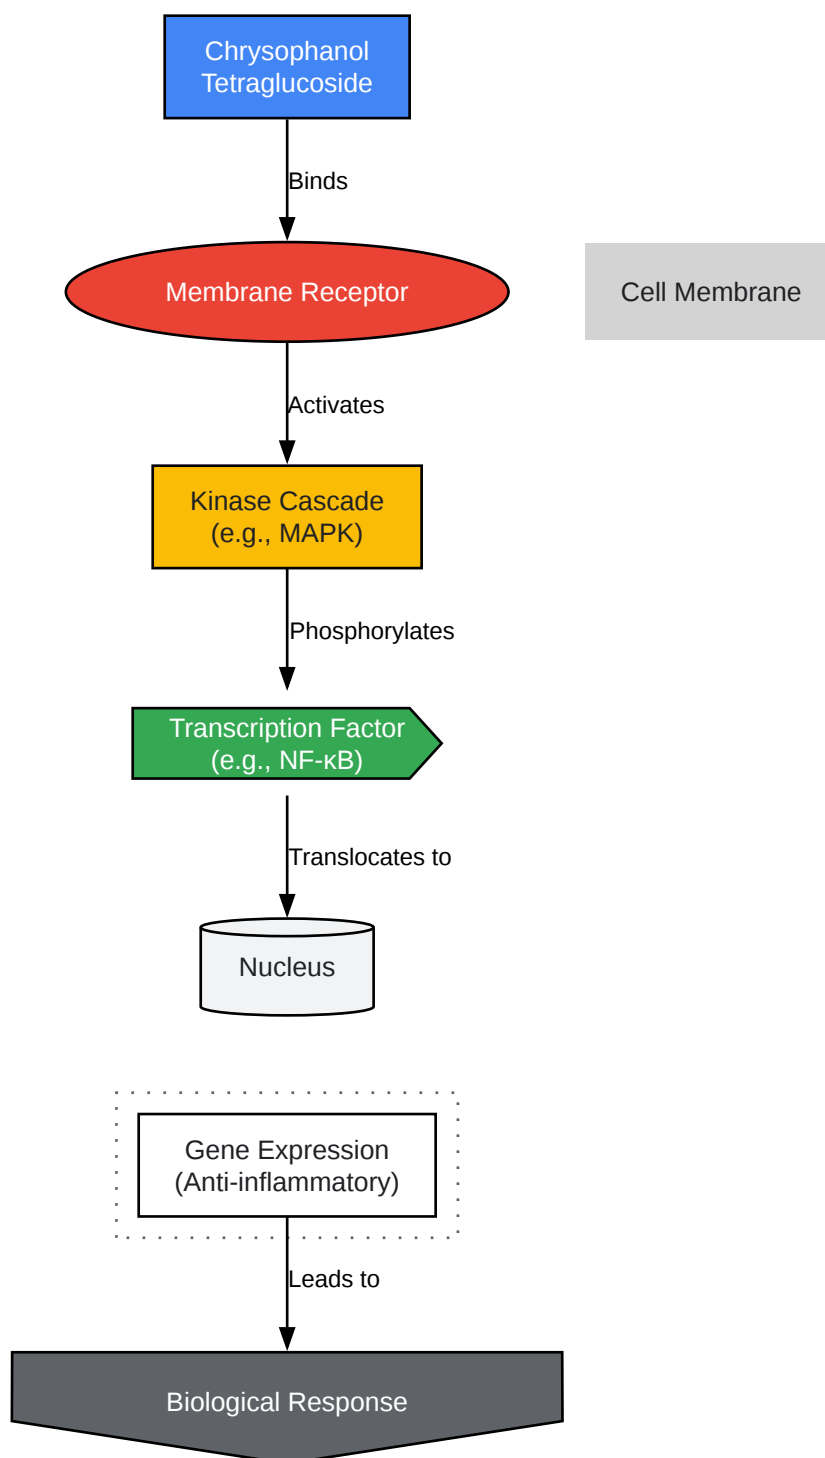 Chrysophanol
Tetraglucoside
Binds
Membrane Receptor
Cell Membrane
Activates
Kinase Cascade
(e.g., MAPK)
Phosphorylates
Transcription Factor
(e.g., NF-κB)
Translocates to
Nucleus
Gene Expression
(Anti-inflammatory)
Leads to
Biological Response